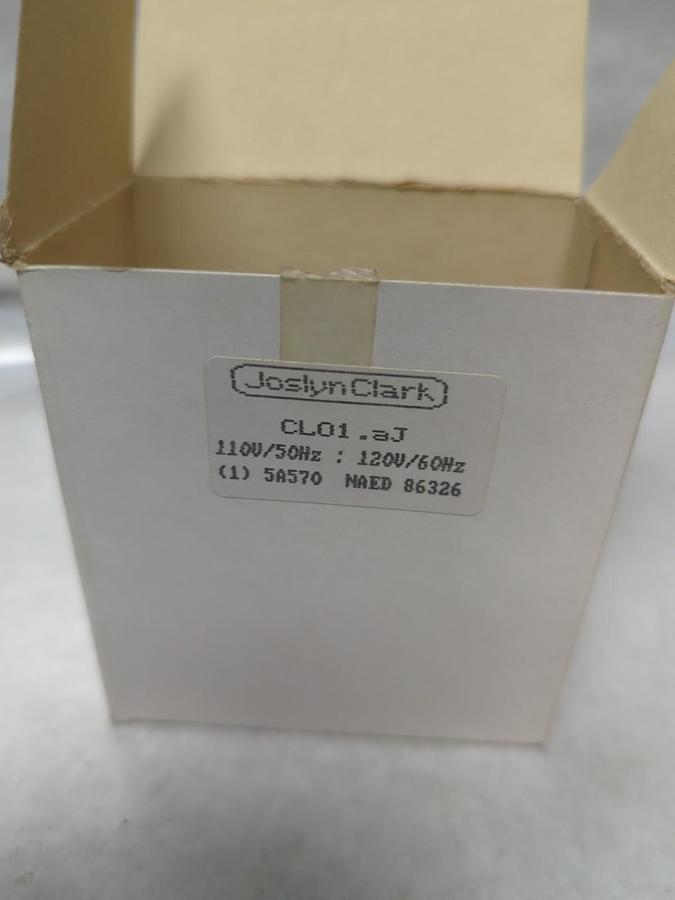 JoslynClark
CL01.aJ
110V/50Hz : 120V/60Hz
(1) 5A570 NAED 86326